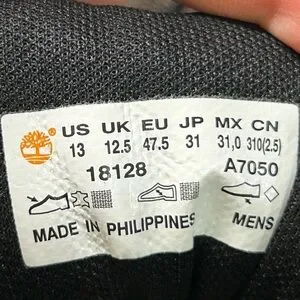 US UK EU JP MX CN
13 12.5 47.5 31 31,0 310(2.5)
18128 A7050
MADE IN PHILIPPINES MENS